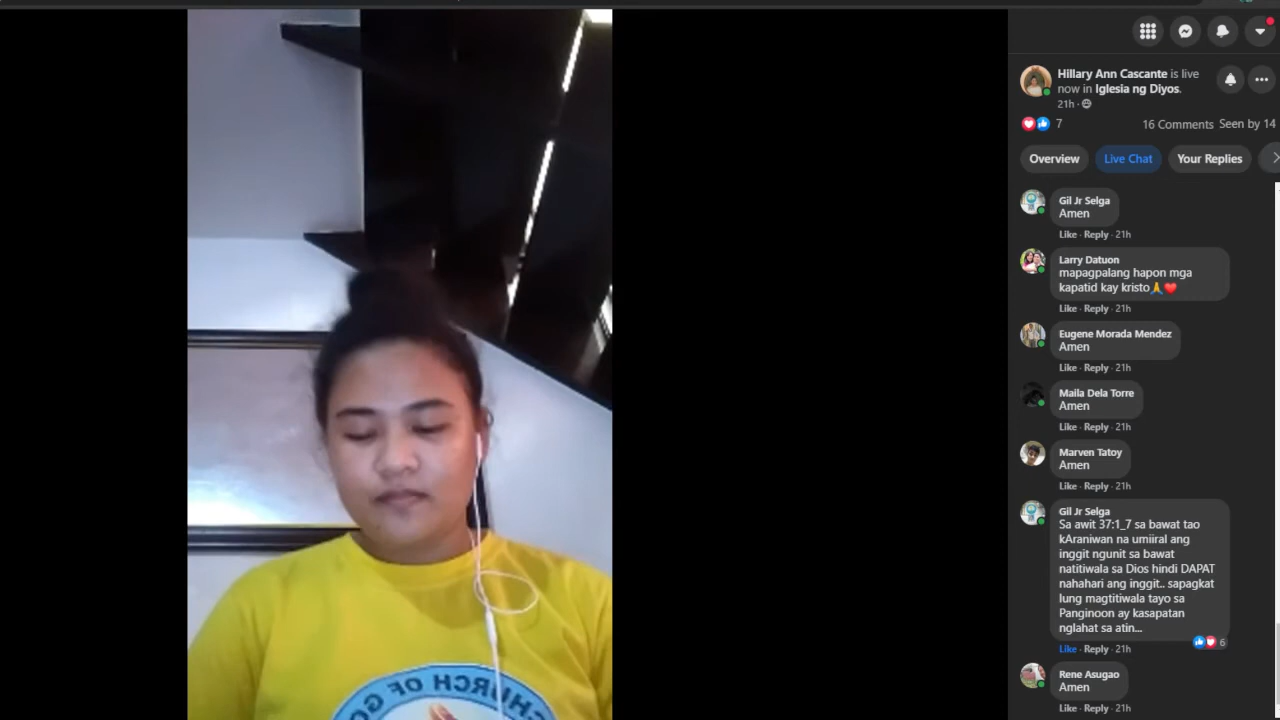 Hillary Ann Cascante is live
now in Iglesia ng Diyos.
21h
7
16 Comments Seen by 14
Overview
Live Chat
Your Replies
Gil Jr Selga
Amen
Like · Reply · 21h
Larry Datuon
mapagpalang hapon mga
kapatid kay kristo🙏❤️
Like · Reply · 21h
Eugene Morada Mendez
Amen
Like · Reply · 21h
Maila Dela Torre
Amen
Like · Reply · 21h
Marven Tatoy
Amen
Like · Reply · 21h
Gil Jr Selga
Sa awit 37:1_7 sa bawat tao
kAraniwan na umiiral ang
inggit ngunit sa bawat
natitiwala sa Dios hindi DAPAT
nahahari ang inggit.. sapagkat
lung magtitiwala tayo sa
Panginoon ay kasapatan
nglahat sa atin...
6
Like · Reply · 21h
Rene Asugao
Amen
Like · Reply · 21h
CHURCH OF GO